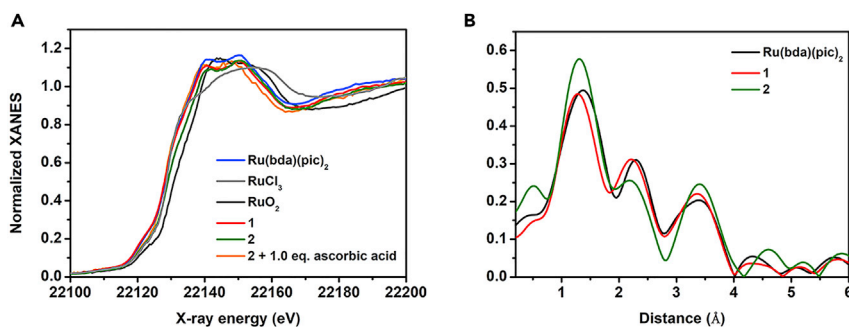 A
Normalized XANES
1.2
1.0
0.8
0.6
0.4
0.2
0.0
Ru(bda)(pic)₂
RuCl₃
RuO₂
1
2
2 + 1.0 eq. ascorbic acid
22100 22120 22140 22160 22180 22200
X-ray energy (eV)
B
0.6
0.5
0.4
0.3
0.2
0.1
0.0
Ru(bda)(pic)₂
1
2
1 2 3 4 5 6
Distance (Å)